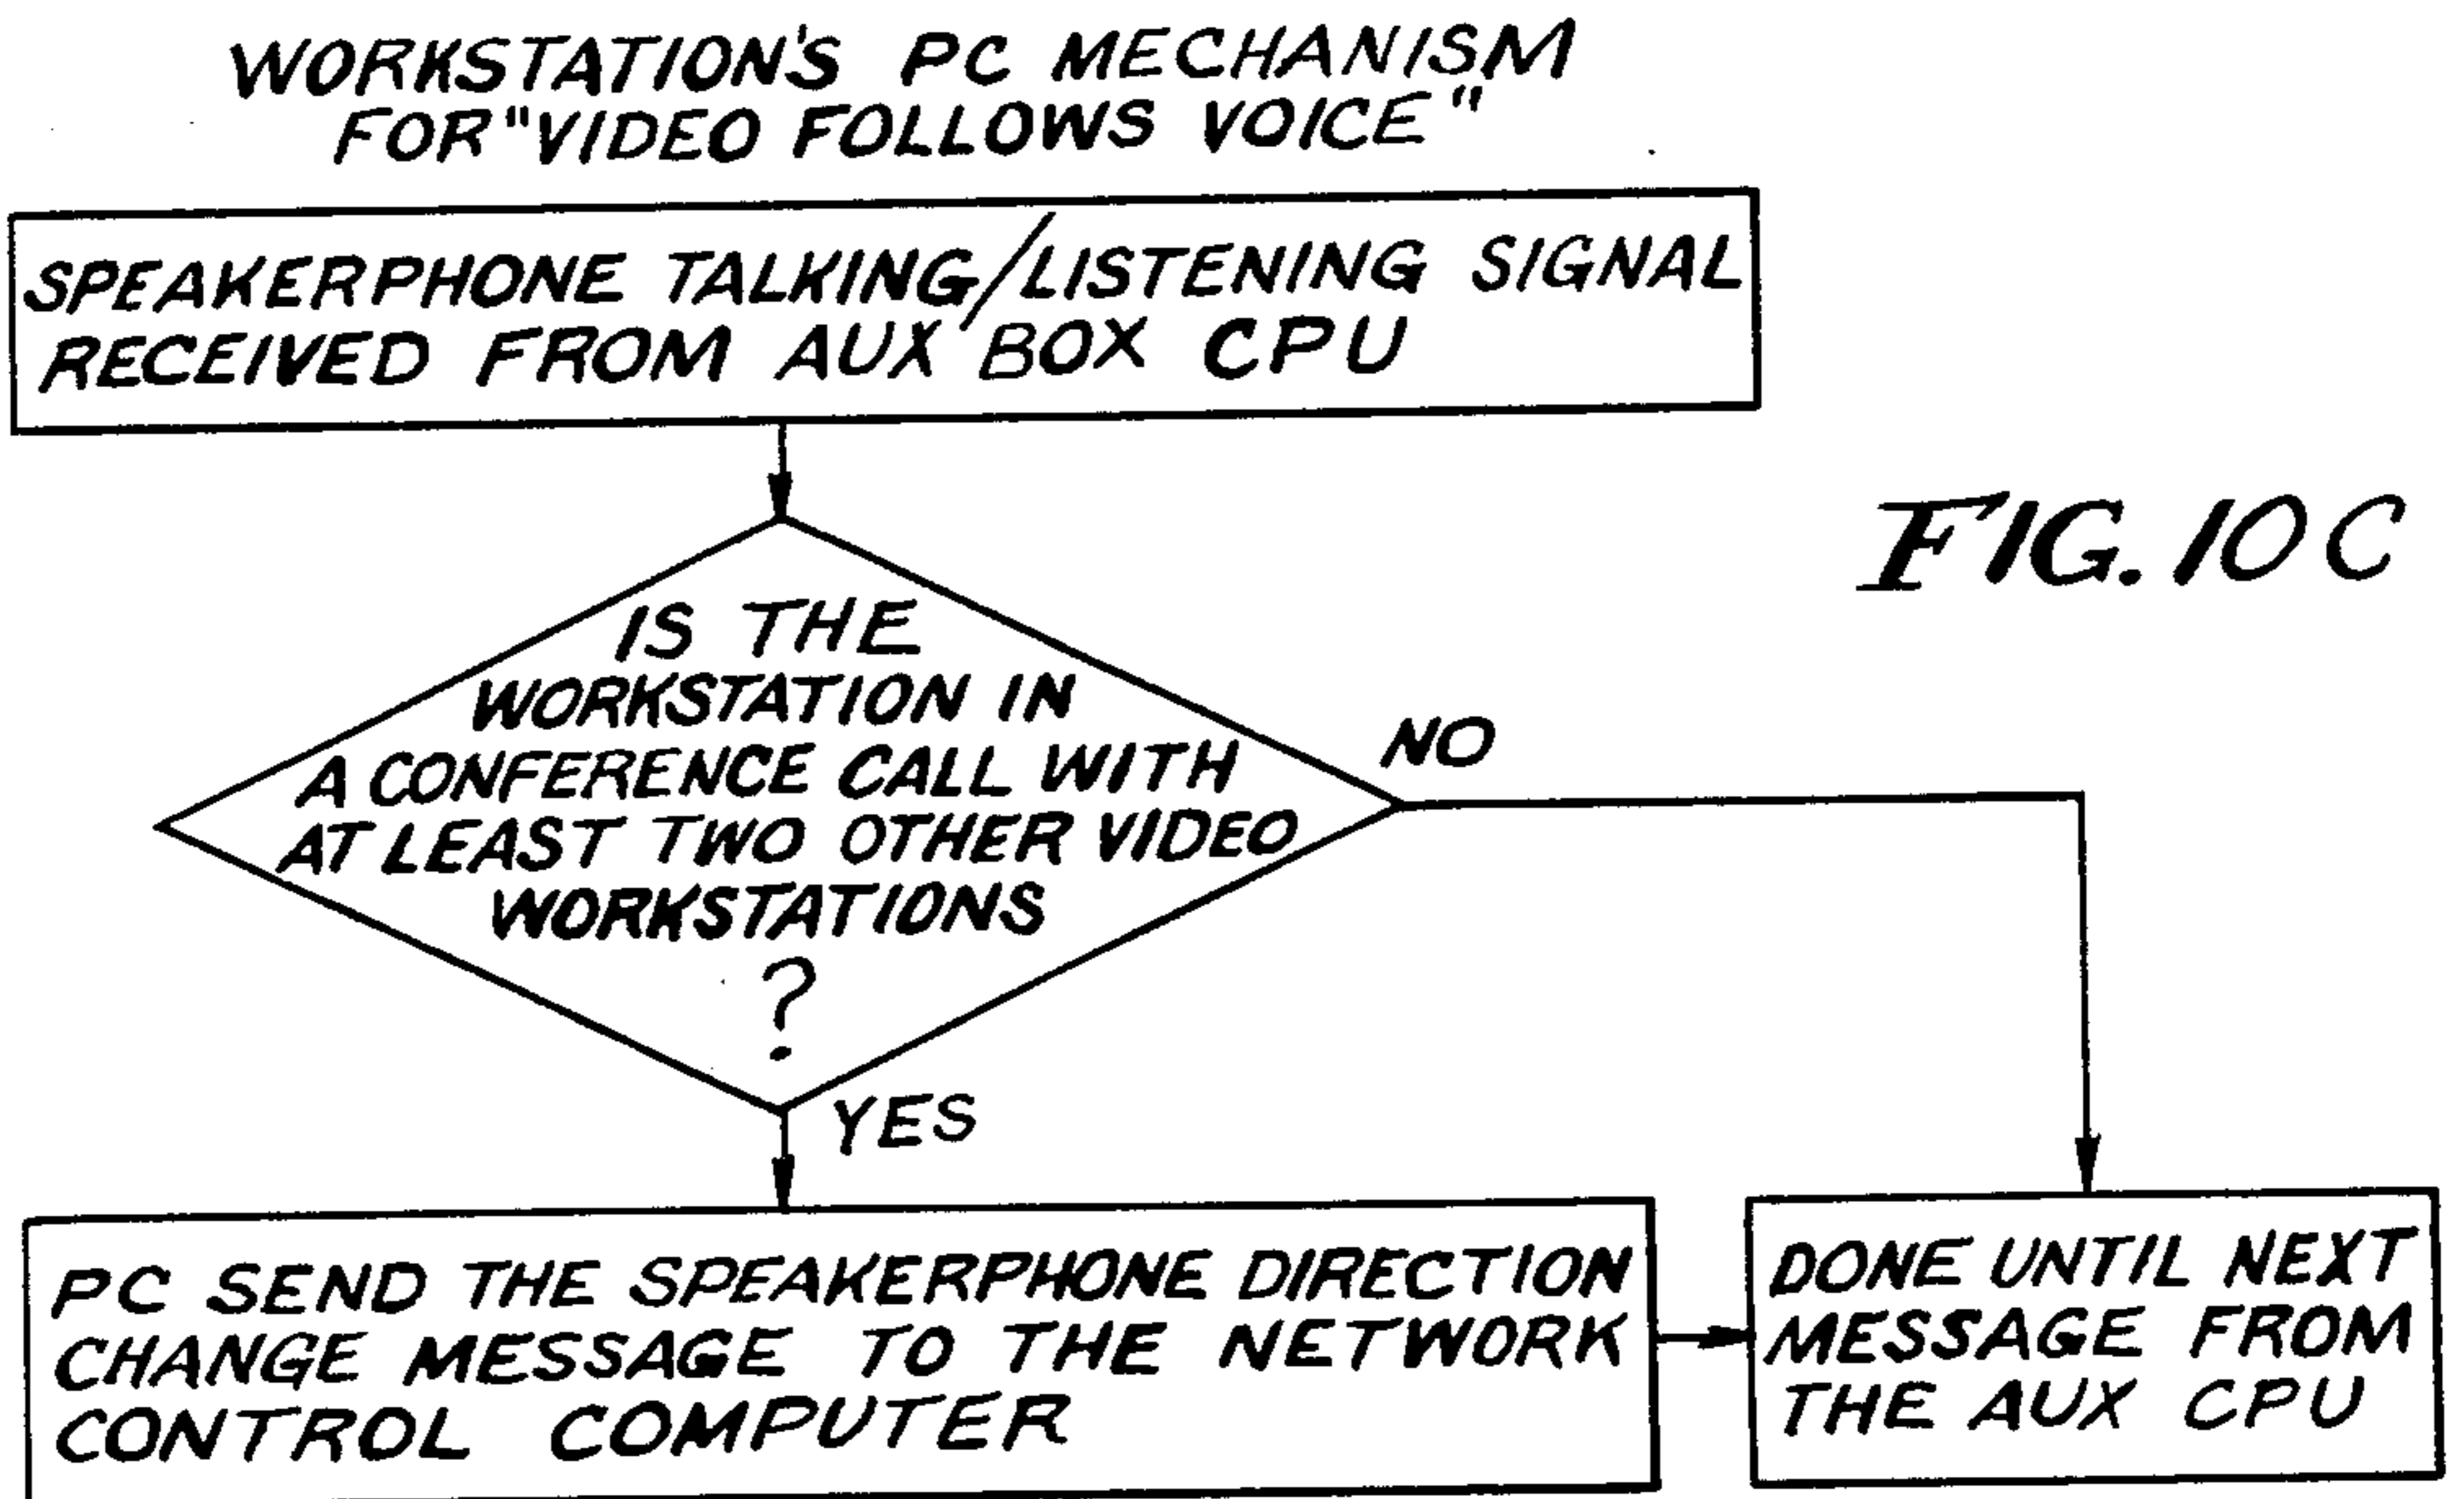 WORKSTATION'S PC MECHANISM
FOR "VIDEO FOLLOWS VOICE"
SPEAKERPHONE TALKING/LISTENING SIGNAL
RECEIVED FROM AUX BOX CPU
FIG. 10C
IS THE
WORKSTATION IN
A CONFERENCE CALL WITH
AT LEAST TWO OTHER VIDEO
WORKSTATIONS
?
NO
YES
PC SEND THE SPEAKERPHONE DIRECTION
CHANGE MESSAGE TO THE NETWORK
CONTROL COMPUTER
DONE UNTIL NEXT
MESSAGE FROM
THE AUX CPU